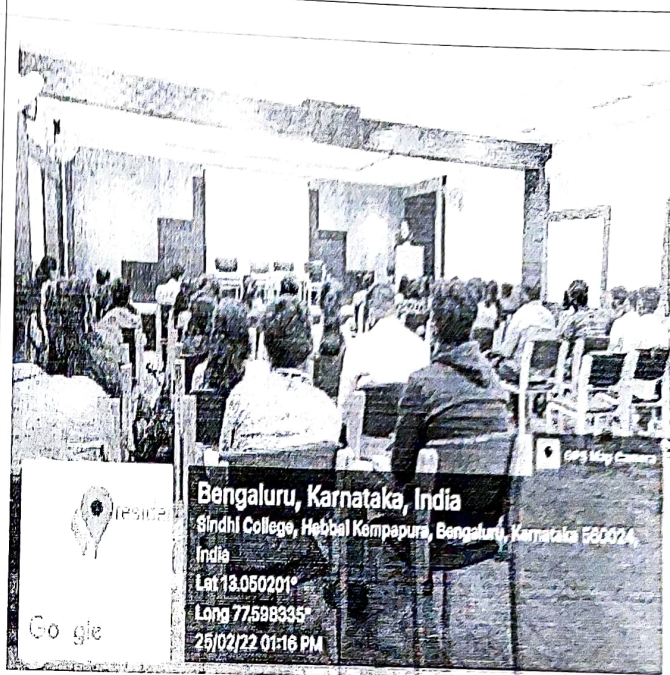 GPS Map Camera
Bengaluru, Karnataka, India
Sindhi College, Hebbal Kempapura, Bengaluru, Karnataka 560024,
India
Lat 13.050201°
Long 77.598335°
25/02/22 01:16 PM
Go gle